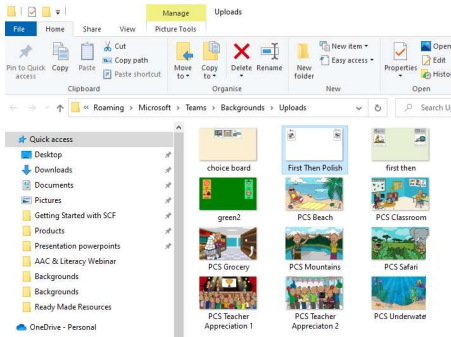 Manage
Uploads
File
Home
Share
View
Picture Tools
Pin to Quick access
Copy
Paste
Cut
Copy path
Paste shortcut
Move to
Copy to
Delete
Rename
New folder
New item
Easy access
Properties
Open
Edit
Histo
Clipboard
Organise
New
Open
« Roaming > Microsoft > Teams > Backgrounds > Uploads
Search U
Quick access
Desktop
Downloads
Documents
Pictures
Getting Started with SCF
Products
Presentation powerpoints
AAC & Literacy Webinar
Backgrounds
Backgrounds
Ready Made Resources
OneDrive - Personal
choice board
First Then Polish
first then
green2
PCS Beach
PCS Classroom
PCS Grocery
PCS Mountains
PCS Safari
PCS Teacher
Appreciation 1
PCS Teacher
Appreciaton 2
PCS Underwate